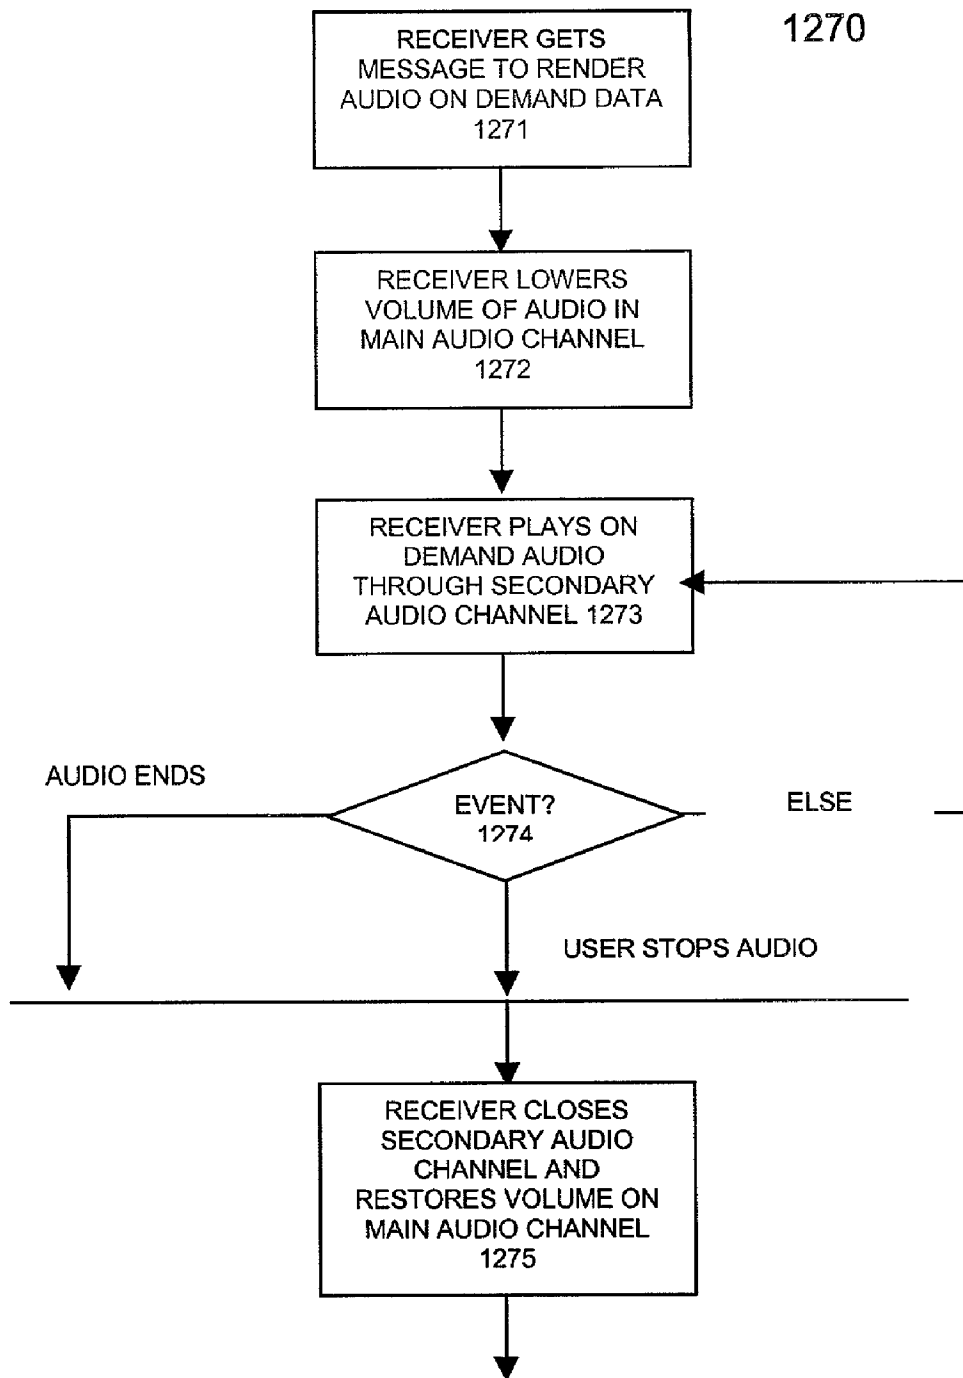 1270
RECEIVER GETS
MESSAGE TO RENDER
AUDIO ON DEMAND DATA
1271
RECEIVER LOWERS
VOLUME OF AUDIO IN
MAIN AUDIO CHANNEL
1272
RECEIVER PLAYS ON
DEMAND AUDIO
THROUGH SECONDARY
AUDIO CHANNEL 1273
AUDIO ENDS
EVENT?
1274
ELSE
USER STOPS AUDIO
RECEIVER CLOSES
SECONDARY AUDIO
CHANNEL AND
RESTORES VOLUME ON
MAIN AUDIO CHANNEL
1275